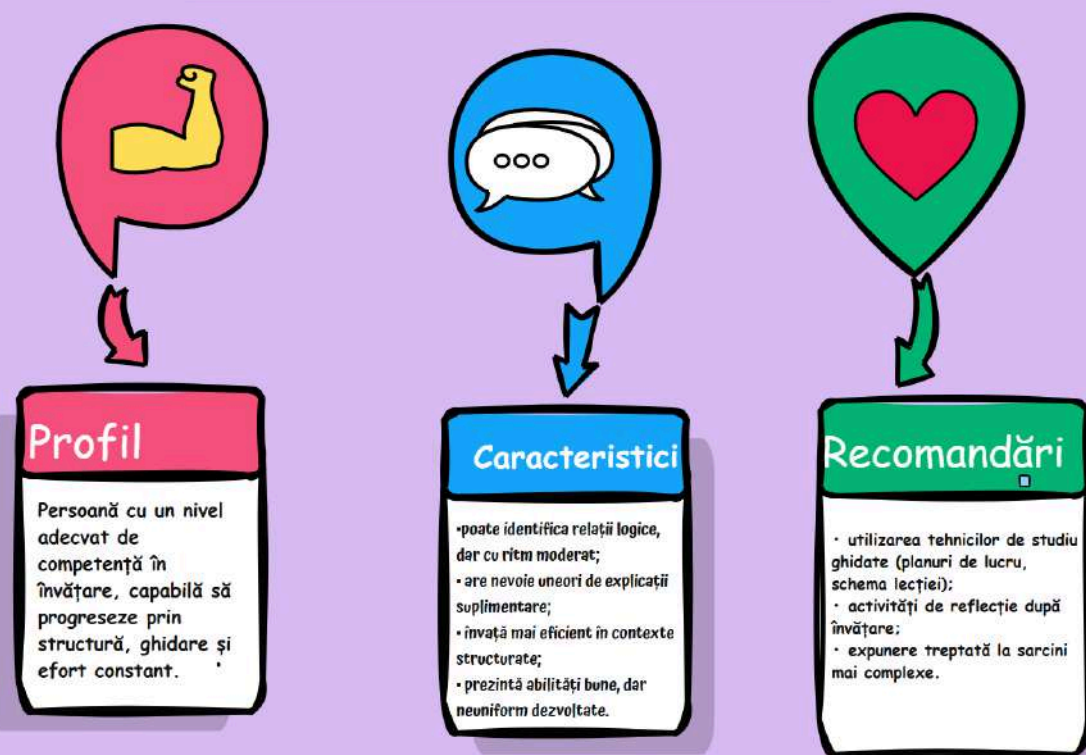 Profil
Persoană cu un nivel
adecvat de
competență în
învățare, capabilă să
progreseze prin
structură, ghidare și
efort constant.
Caracteristici
•poate identifica relații logice,
dar cu ritm moderat;
• are nevoie uneori de explicații
suplimentare;
• învață mai eficient în contexte
structurate;
• prezintă abilități bune, dar
neuniform dezvoltate.
Recomandări
· utilizarea tehnicilor de studiu
ghidate (planuri de lucru,
schema lecției);
· activități de reflecție după
învățare;
· expunere treptată la sarcini
mai complexe.